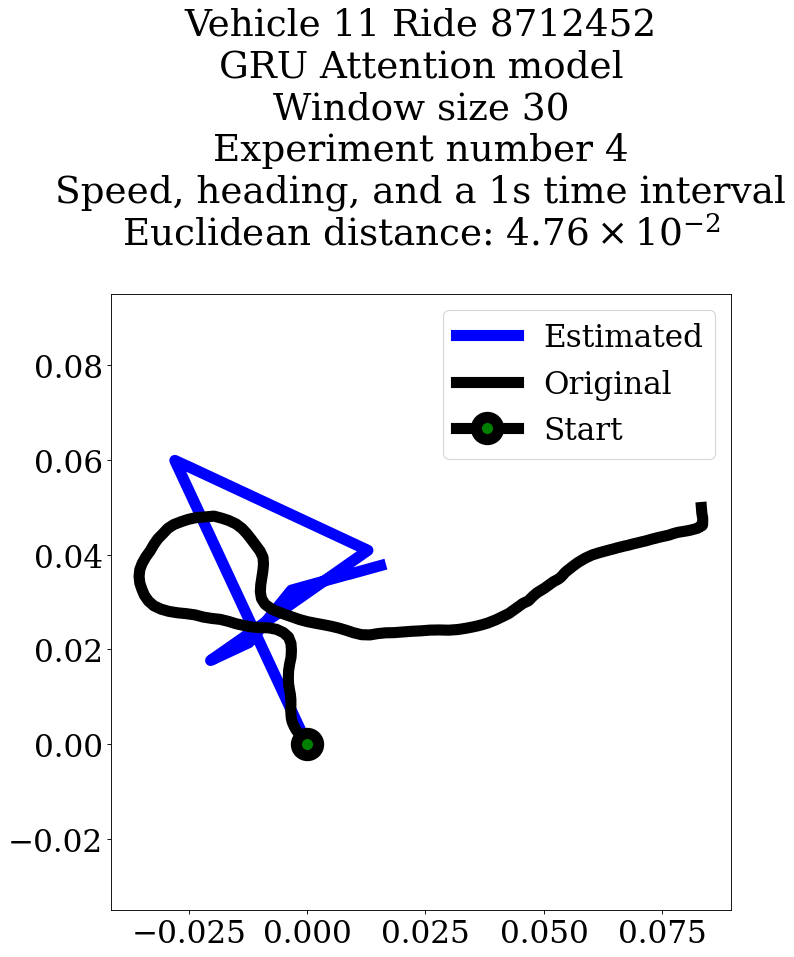 Vehicle 11 Ride 8712452
GRU Attention model
Window size 30
Experiment number 4
Speed, heading, and a 1s time interval
Euclidean distance: 4.76 × 10⁻²
Estimated
Original
Start
0.08
0.06
0.04
0.02
0.00
−0.02
−0.025 0.000 0.025 0.050 0.075